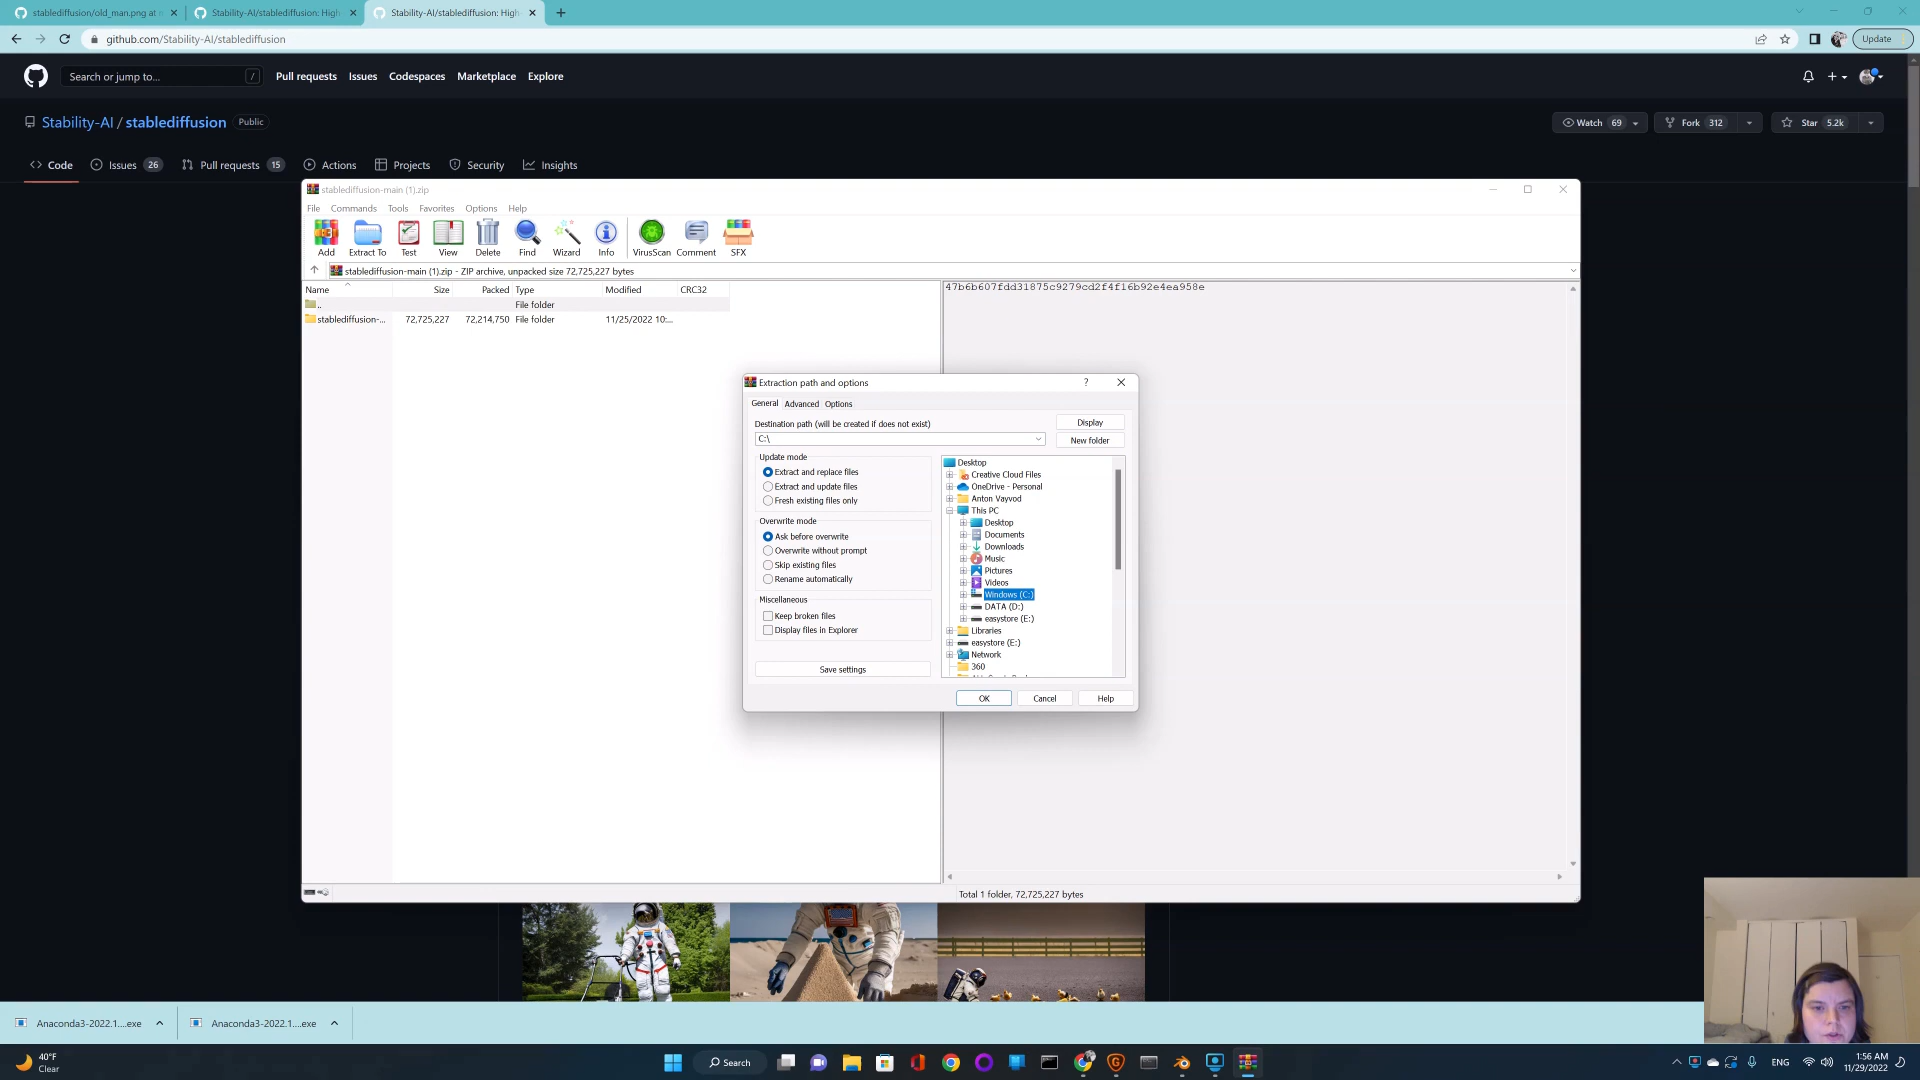 stablediffusion/old_man.png at n
Stability-AI/stablediffusion: High
Stability-AI/stablediffusion: High
github.com/Stability-AI/stablediffusion
Update
Search or jump to...
/
Pull requests
Issues
Codespaces
Marketplace
Explore
Stability-AI / stablediffusion
Public
Watch 69
Fork 312
Star 5.2k
Code
Issues 26
Pull requests 15
Actions
Projects
Security
Insights
stablediffusion-main (1).zip
File Commands Tools Favorites Options Help
Add Extract To Test View Delete Find Wizard Info VirusScan Comment SFX
stablediffusion-main (1).zip - ZIP archive, unpacked size 72,725,227 bytes
Name Size Packed Type Modified CRC32
.. File folder
stablediffusion-... 72,725,227 72,214,750 File folder 11/25/2022 10:...
47b6b607fdd31875c9279cd2f4f16b92e4ea958e
Extraction path and options
?
General Advanced Options
Destination path (will be created if does not exist)
Display
C:\
New folder
Update mode
Extract and replace files
Extract and update files
Fresh existing files only
Overwrite mode
Ask before overwrite
Overwrite without prompt
Skip existing files
Rename automatically
Miscellaneous
Keep broken files
Display files in Explorer
Save settings
Desktop
Creative Cloud Files
OneDrive - Personal
Anton Vayvod
This PC
Desktop
Documents
Downloads
Music
Pictures
Videos
Windows (C:)
DATA (D:)
easystore (E:)
Libraries
easystore (E:)
Network
360
OK
Cancel
Help
Total 1 folder, 72,725,227 bytes
Anaconda3-2022.1....exe
Anaconda3-2022.1....exe
40°F
Clear
Search
ENG
1:56 AM
11/29/2022